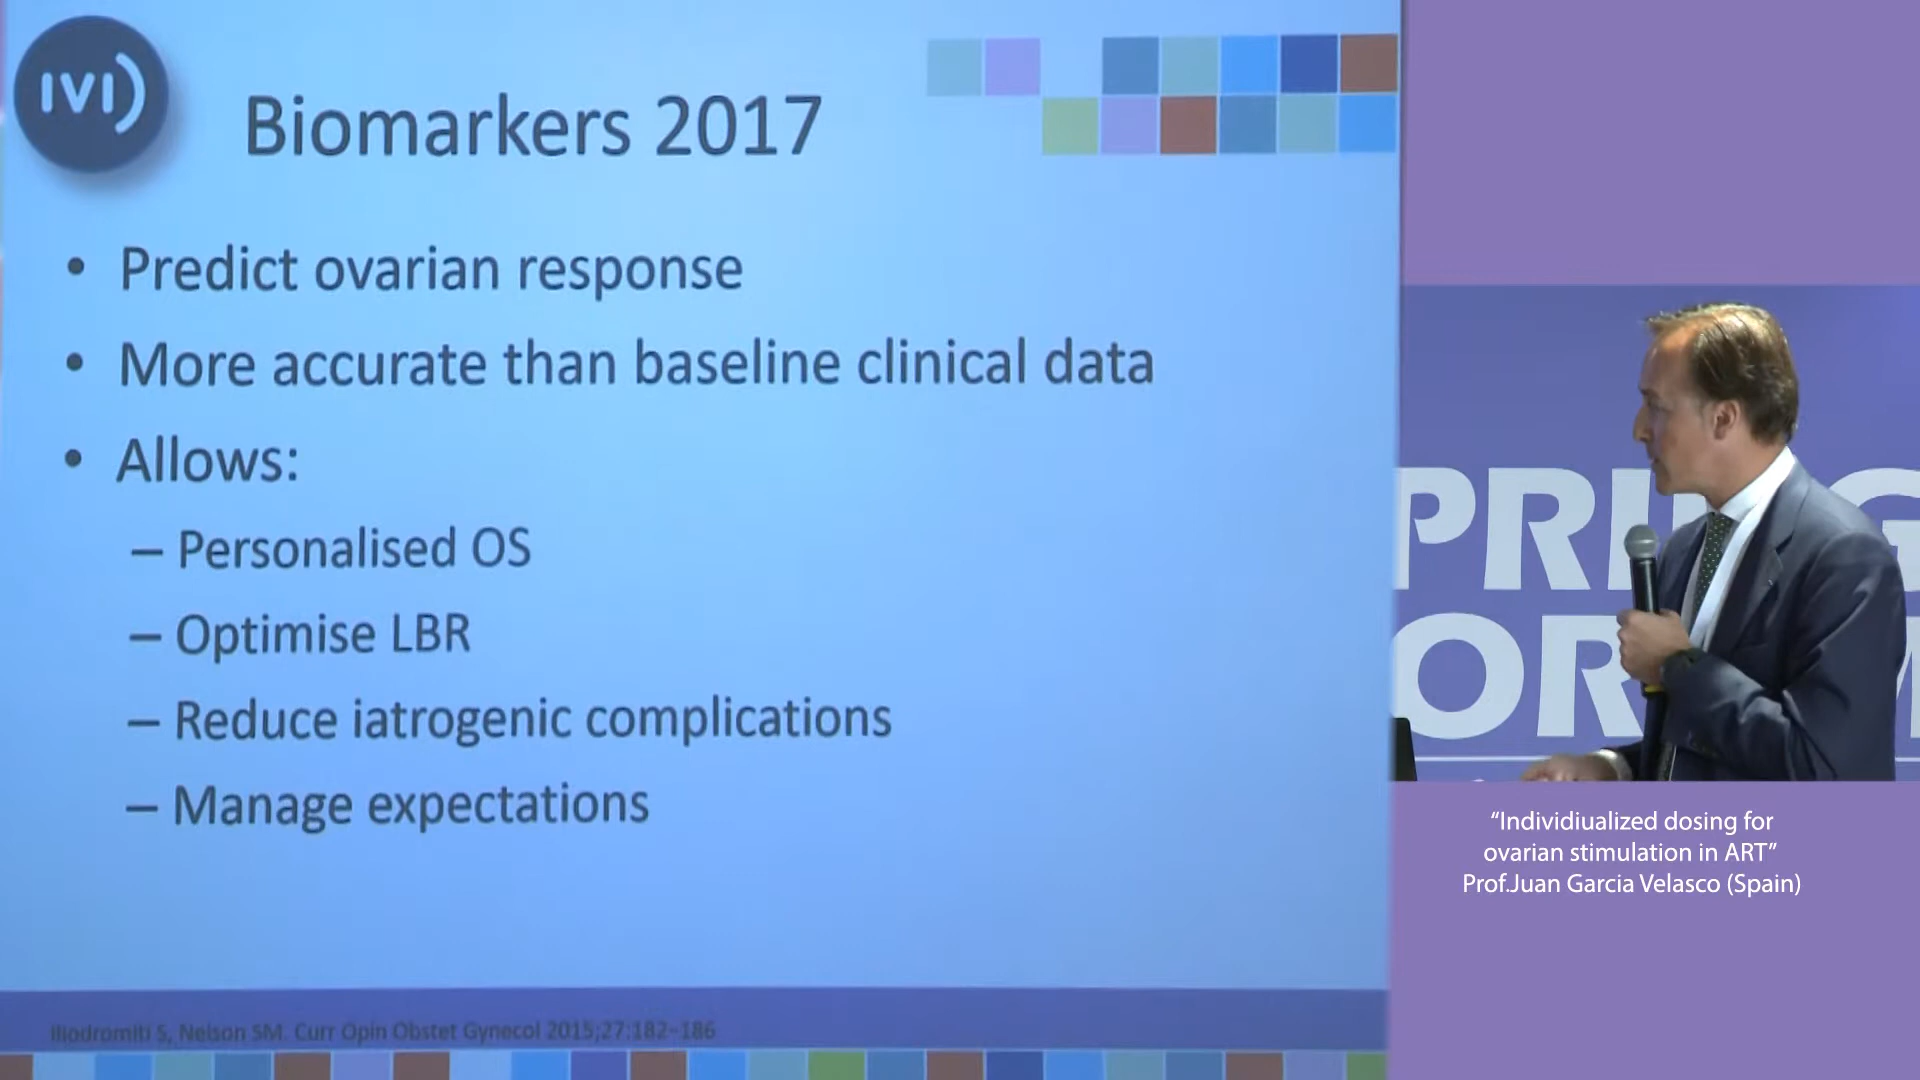 IVI
Biomarkers 2017
• Predict ovarian response
• More accurate than baseline clinical data
• Allows:
– Personalised OS
– Optimise LBR
– Reduce iatrogenic complications
– Manage expectations
Iliodromiti S, Nelson SM. Curr Opin Obstet Gynecol 2015;27:182–186
PRI G
OR
“Individiualized dosing for
ovarian stimulation in ART”
Prof.Juan Garcia Velasco (Spain)